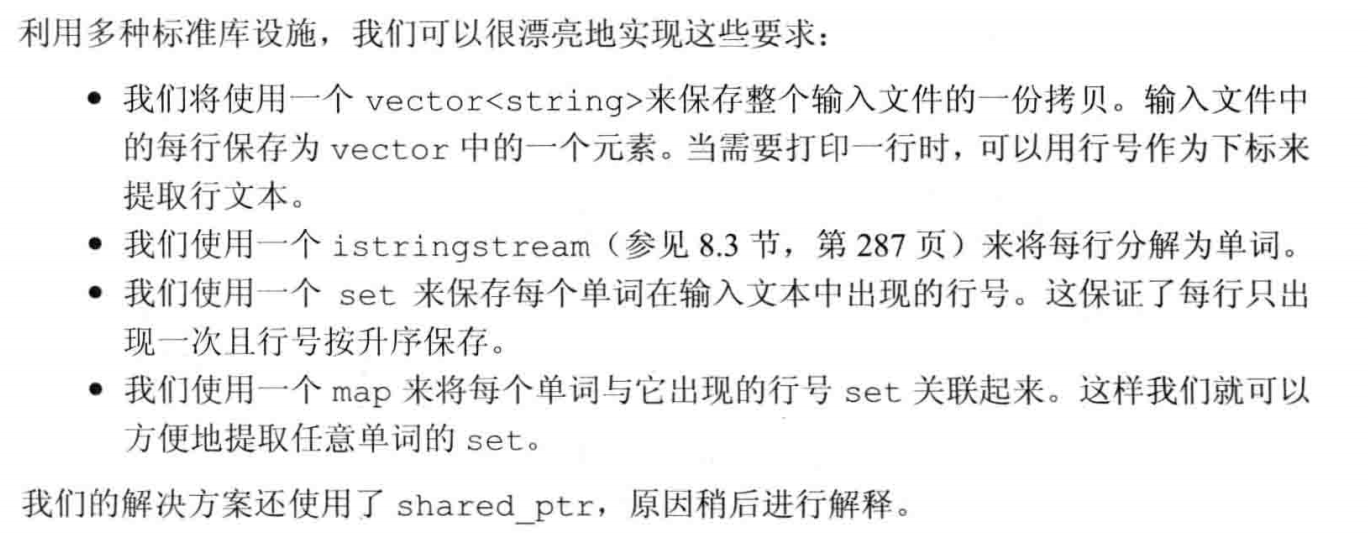 利用多种标准库设施，我们可以很漂亮地实现这些要求：
● 我们将使用一个 vector<string>来保存整个输入文件的一份拷贝。输入文件中
的每行保存为 vector 中的一个元素。当需要打印一行时，可以用行号作为下标来
提取行文本。
● 我们使用一个 istringstream（参见 8.3 节，第 287 页）来将每行分解为单词。
● 我们使用一个 set 来保存每个单词在输入文本中出现的行号。这保证了每行只出
现一次且行号按升序保存。
● 我们使用一个 map 来将每个单词与它出现的行号 set 关联起来。这样我们就可以
方便地提取任意单词的 set。
我们的解决方案还使用了 shared_ptr，原因稍后进行解释。